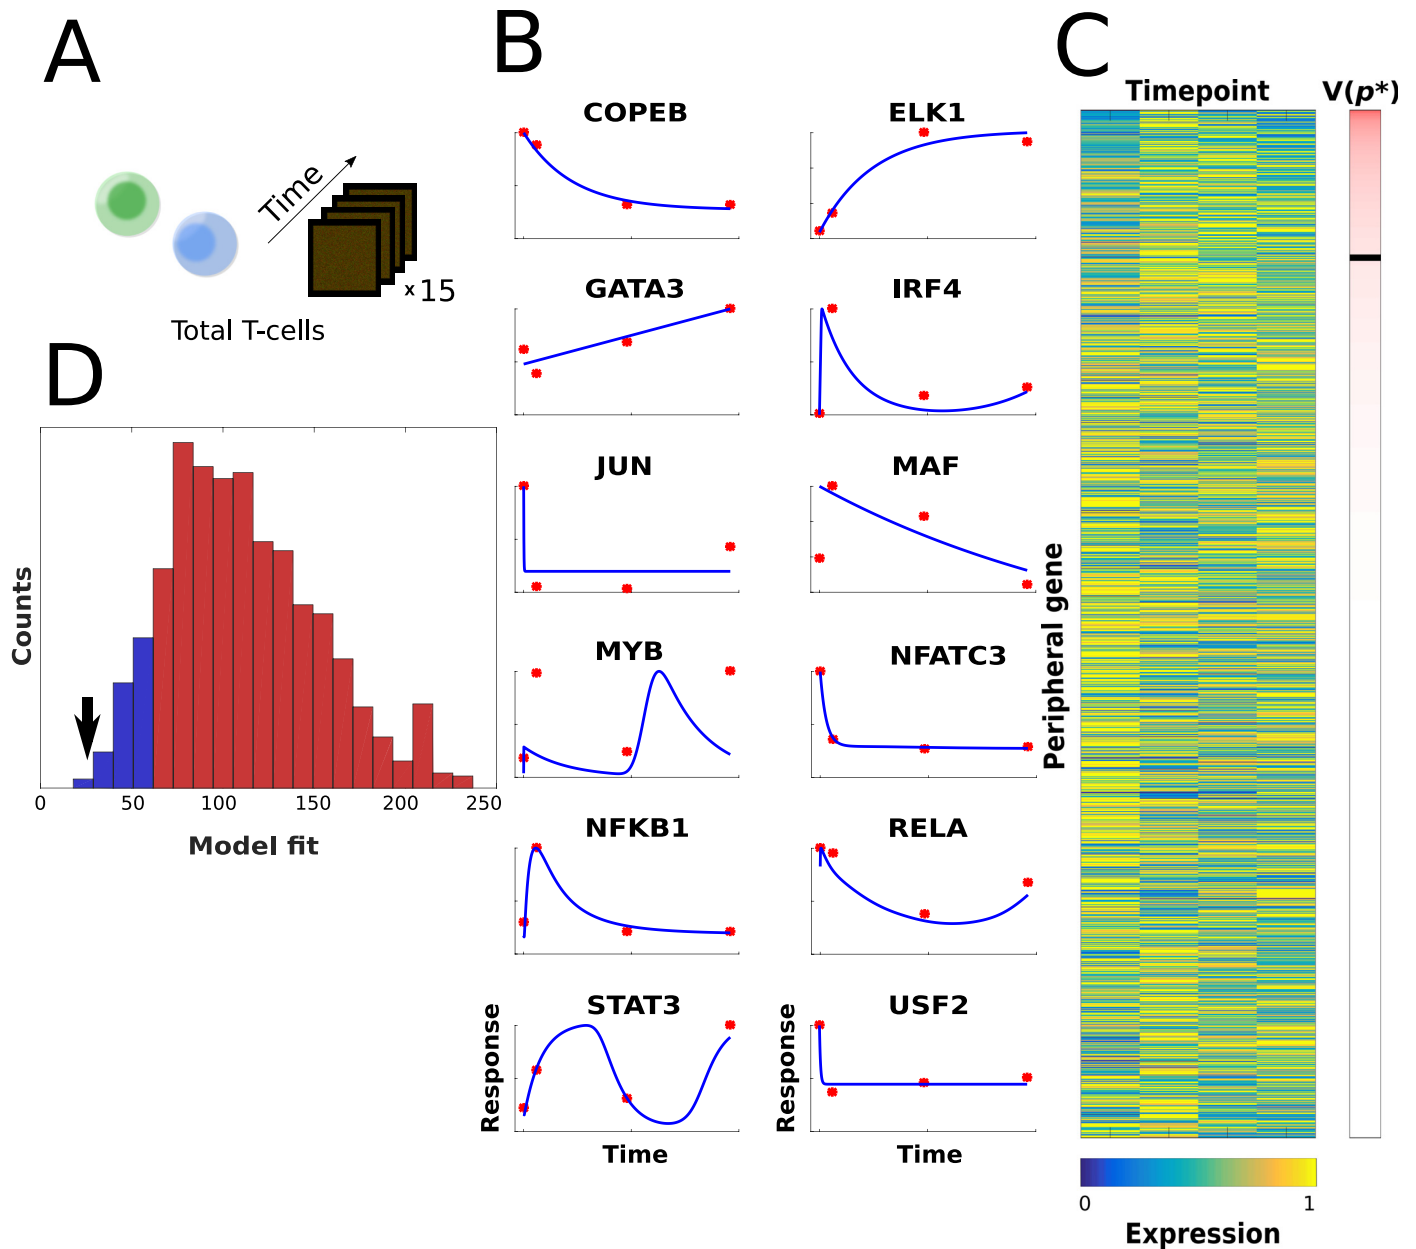 A
Time
×15
Total T-cells
B
COPEB
ELK1
GATA3
IRF4
JUN
MAF
MYB
NFATC3
NFKB1
RELA
STAT3
USF2
Response
Response
Time
Time
C
Timepoint
V(p*)
Peripheral gene
0
1
Expression
D
Counts
0
50
100
150
200
250
Model fit